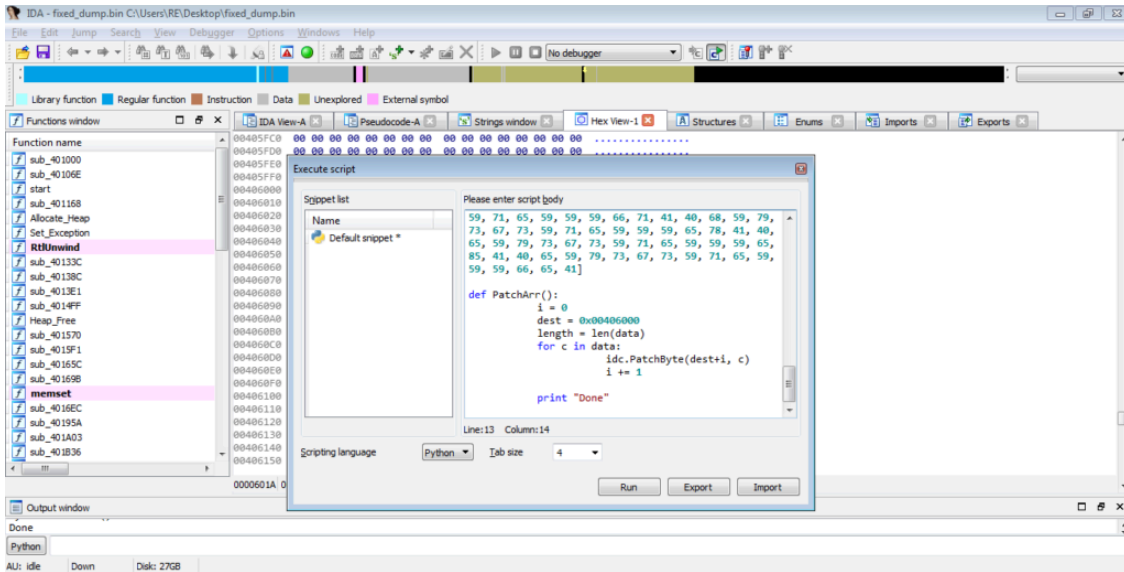 IDA - fixed_dump.bin C:\Users\RE\Desktop\fixed_dump.bin
File Edit Jump Search View Debugger Options Windows Help
No debugger
Library function Regular function Instruction Data Unexplored External symbol
Functions window IDA View-A Pseudocode-A Strings window Hex View-1 Structures Enums Imports Exports
Function name
sub_401000
sub_40106E
start
sub_401168
Allocate_Heap
Set_Exception
RtlUnwind
sub_40133C
sub_40138C
sub_4013E1
sub_4014FF
Heap_Free
sub_401570
sub_4015F1
sub_40165C
sub_40169B
memset
sub_4016EC
sub_40195A
sub_401A03
sub_401B36
00405FC0 00 00 00 00 00 00 00 00 00 00 00 00 00 00 00 00 ................
00405FD0 00 00 00 00 00 00 00 00 00 00 00 00 00 00 00 00 ................
00405FE0
00405FF0
00406000
00406010
00406020
00406030
00406040
00406050
00406060
00406070
00406080
00406090
004060A0
004060B0
004060C0
004060D0
004060E0
004060F0
00406100
00406110
00406120
00406130
00406140
00406150
0000601A 0
Execute script
Snippet list
Name
Default snippet *
Please enter script body
59, 71, 65, 59, 59, 59, 66, 71, 41, 40, 68, 59, 79,
73, 67, 73, 59, 71, 65, 59, 59, 59, 65, 78, 41, 40,
65, 59, 79, 73, 67, 73, 59, 71, 65, 59, 59, 59, 65,
85, 41, 40, 65, 59, 79, 73, 67, 73, 59, 71, 65, 59,
59, 59, 66, 65, 41]
def PatchArr():
i = 0
dest = 0x00406000
length = len(data)
for c in data:
idc.PatchByte(dest+i, c)
i += 1
print "Done"
Line:13 Column:14
Scripting language Python Tab size 4
Run Export Import
Output window
Done
Python
AU: idle Down Disk: 27GB